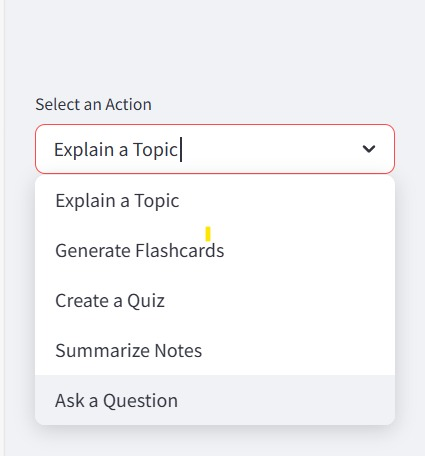 Select an Action
Explain a Topic
Explain a Topic
Generate Flashcards
Create a Quiz
Summarize Notes
Ask a Question